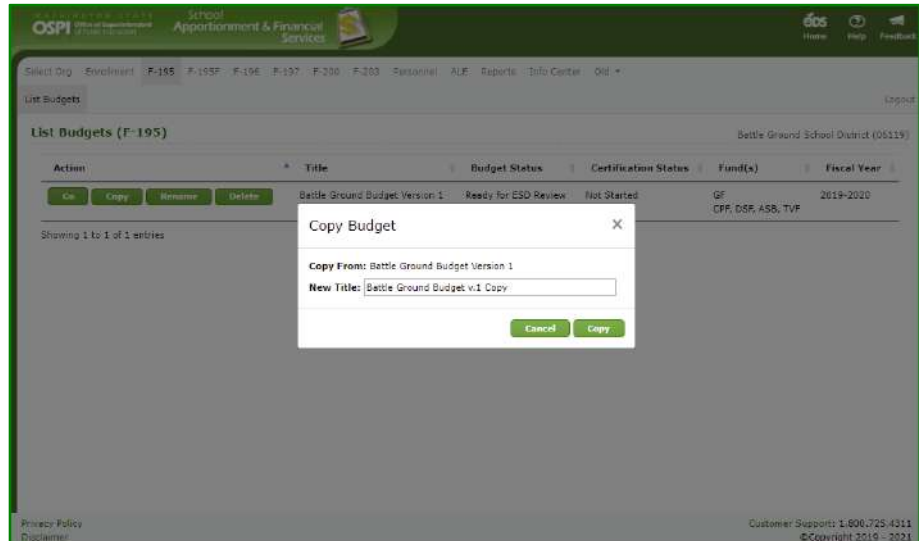 WASHINGTON STATE
OSPI
School
Apportionment & Financial
Services
eds
Home Help Feedback
Select Org Enrollment F-195 F-195F F-196 F-197 F-200 F-203 Personnel ALE Reports Info Center Old
List Budgets Logout
List Budgets (F-195) Battle Ground School District (06119)
Action Title Budget Status Certification Status Fund(s) Fiscal Year
Go Copy Rename Delete Battle Ground Budget Version 1 Ready for ESD Review Not Started GF 2019-2020
CPF, DSF, ASB, TVF
Showing 1 to 1 of 1 entries
Copy Budget ×
Copy From: Battle Ground Budget Version 1
New Title: Battle Ground Budget v.1 Copy
Cancel Copy
Privacy Policy Customer Support: 1.800.725.4311
Disclaimer ©Copyright 2019 - 2021